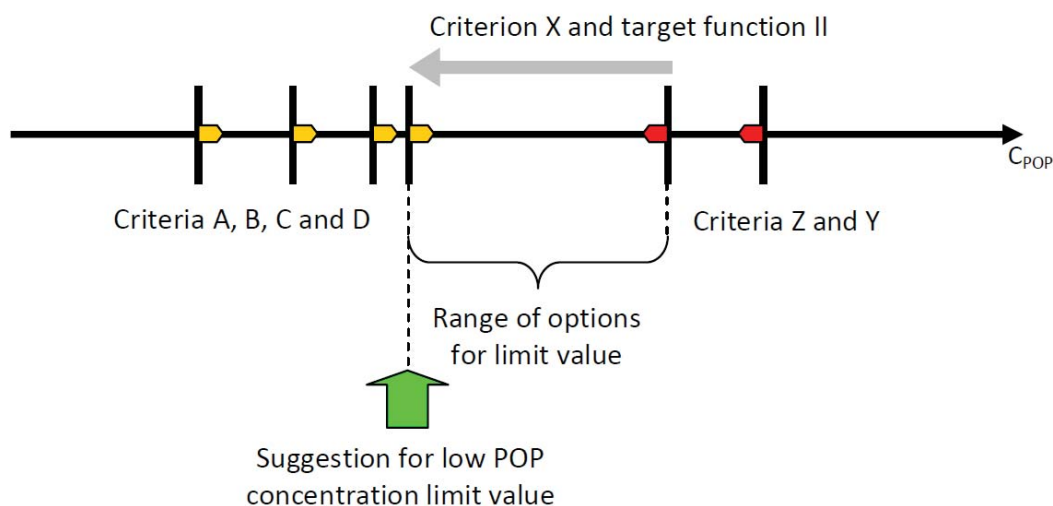 Criterion X and target function II
C_POP
Criteria A, B, C and D
Criteria Z and Y
Range of options
for limit value
Suggestion for low POP
concentration limit value